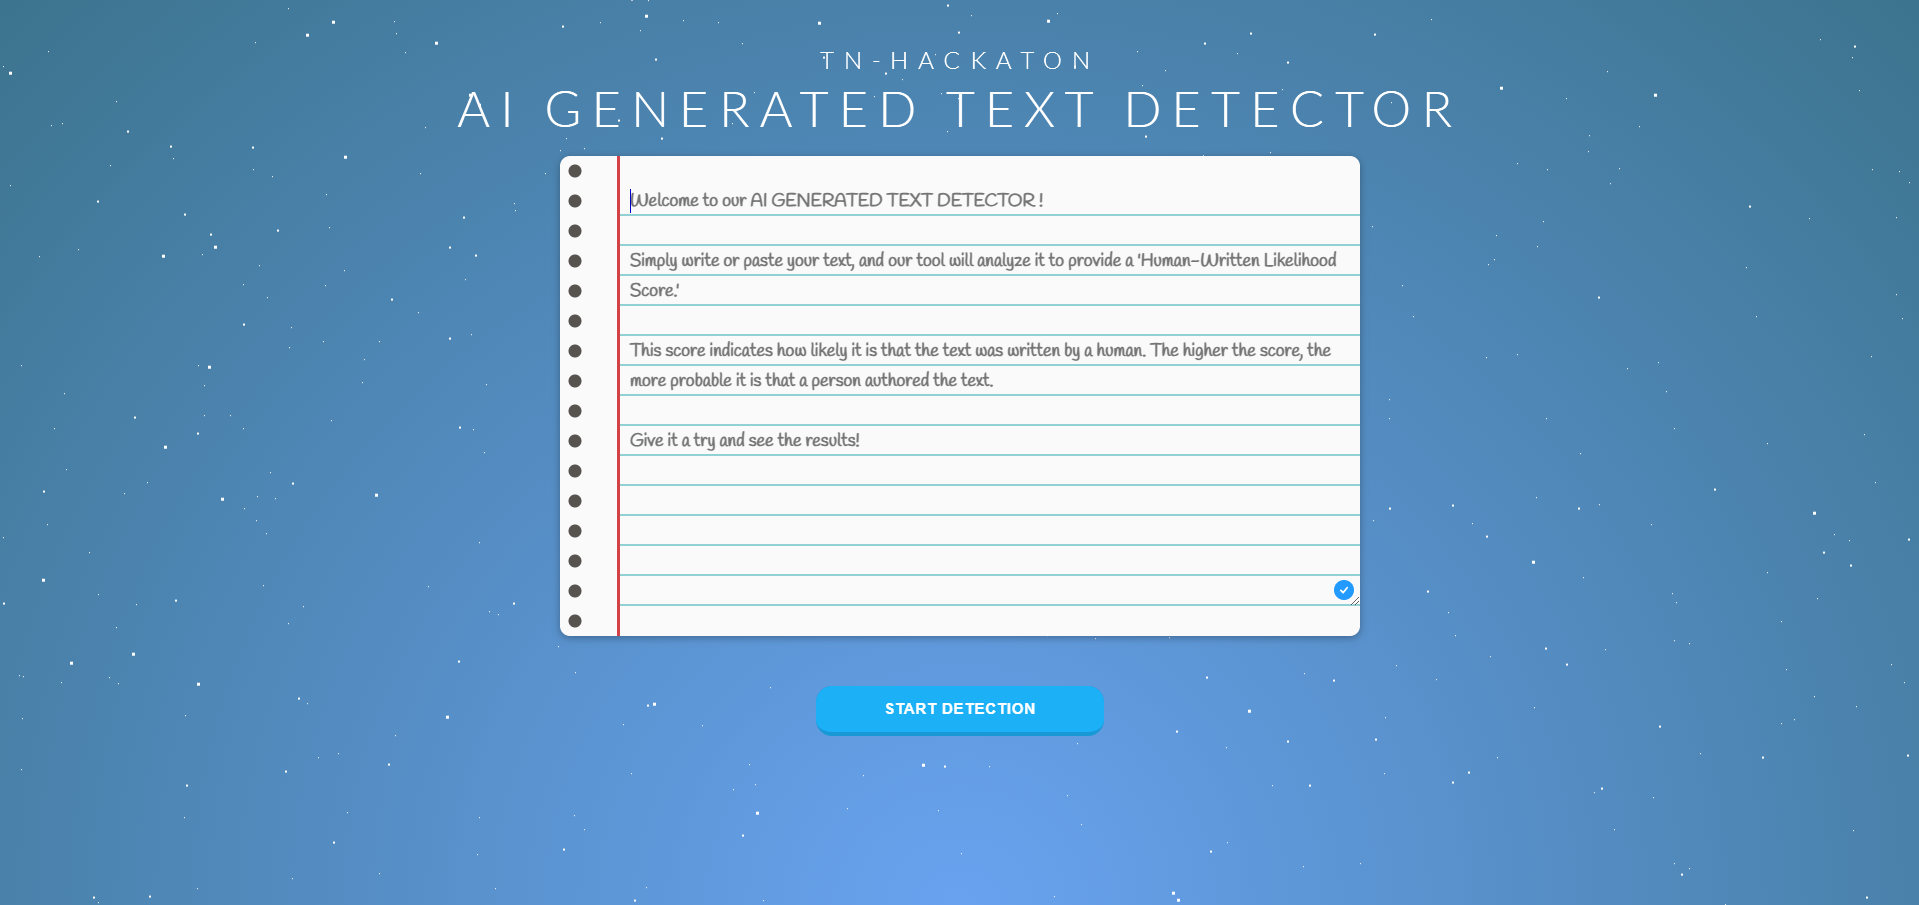 TN-HACKATON
AI GENERATED TEXT DETECTOR
Welcome to our AI GENERATED TEXT DETECTOR !
Simply write or paste your text, and our tool will analyze it to provide a 'Human-Written Likelihood
Score.'
This score indicates how likely it is that the text was written by a human. The higher the score, the
more probable it is that a person authored the text.
Give it a try and see the results!
START DETECTION